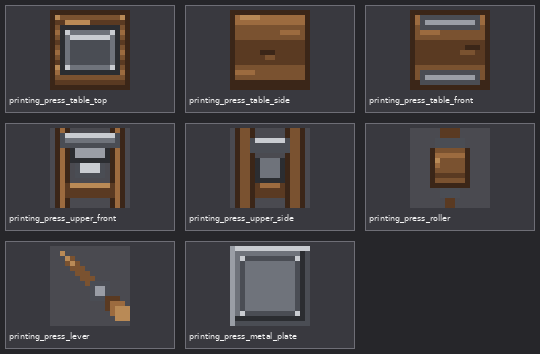 printing_press_table_top
printing_press_table_side
printing_press_table_front
printing_press_upper_front
printing_press_upper_side
printing_press_roller
printing_press_lever
printing_press_metal_plate